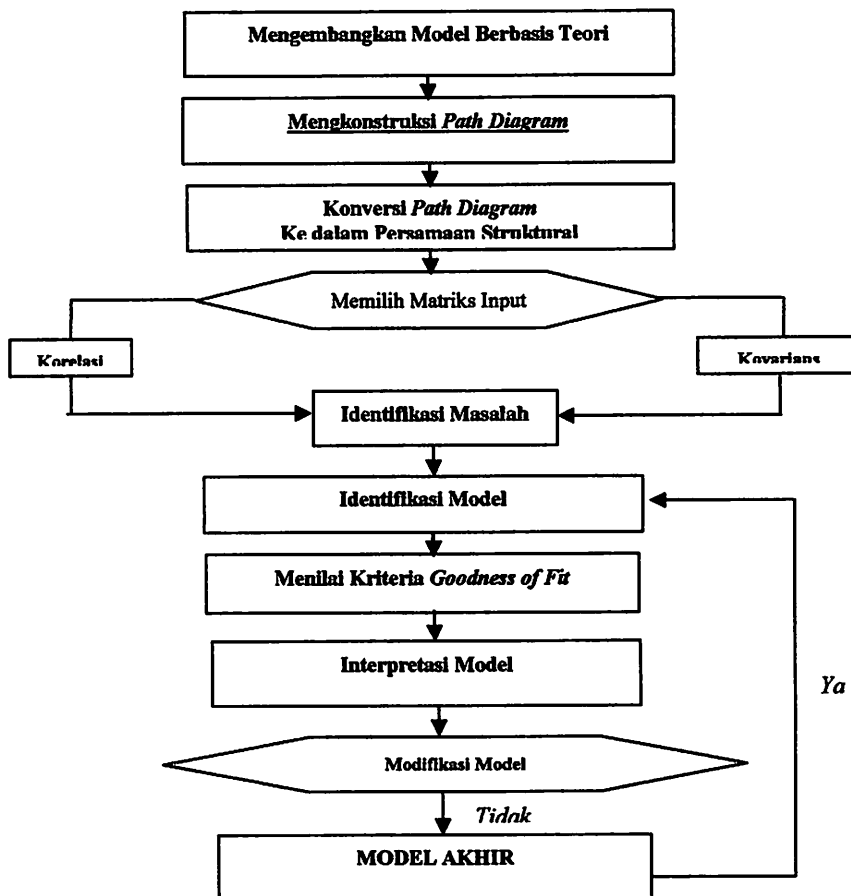 Mengembangkan Model Berbasis Teori
Mengkonstruksi Path Diagram
Konversi Path Diagram
Ke dalam Persamaan Struktural
Memilih Matriks Input
Korelasi
Kovarians
Identifikasi Masalah
Identifikasi Model
Menilai Kriteria Goodness of Fit
Interpretasi Model
Ya
Modifikasi Model
Tidak
MODEL AKHIR